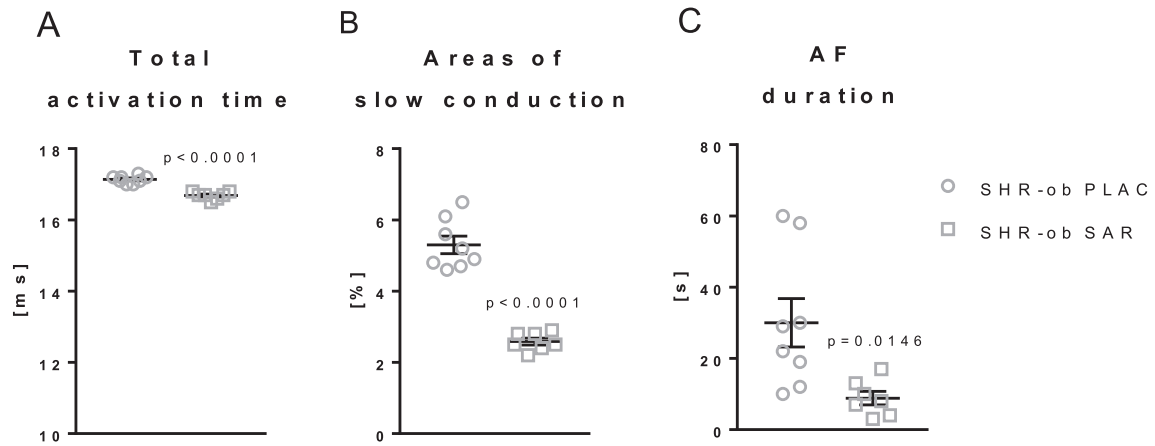 A
Total
activation time
18
16
14
12
10
[ms]
p<0.0001
B
Areas of
slow conduction
8
6
4
2
0
[%]
p<0.0001
C
AF
duration
80
60
40
20
0
[s]
p=0.0146
SHR-ob PLAC
SHR-ob SAR